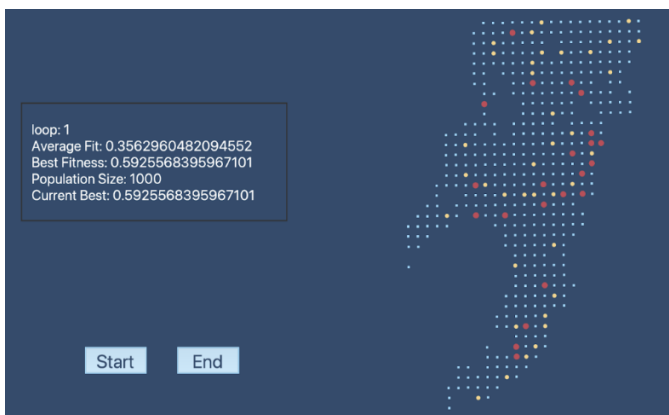 loop: 1
Average Fit: 0.3562960482094552
Best Fitness: 0.5925568395967101
Population Size: 1000
Current Best: 0.5925568395967101
Start
End